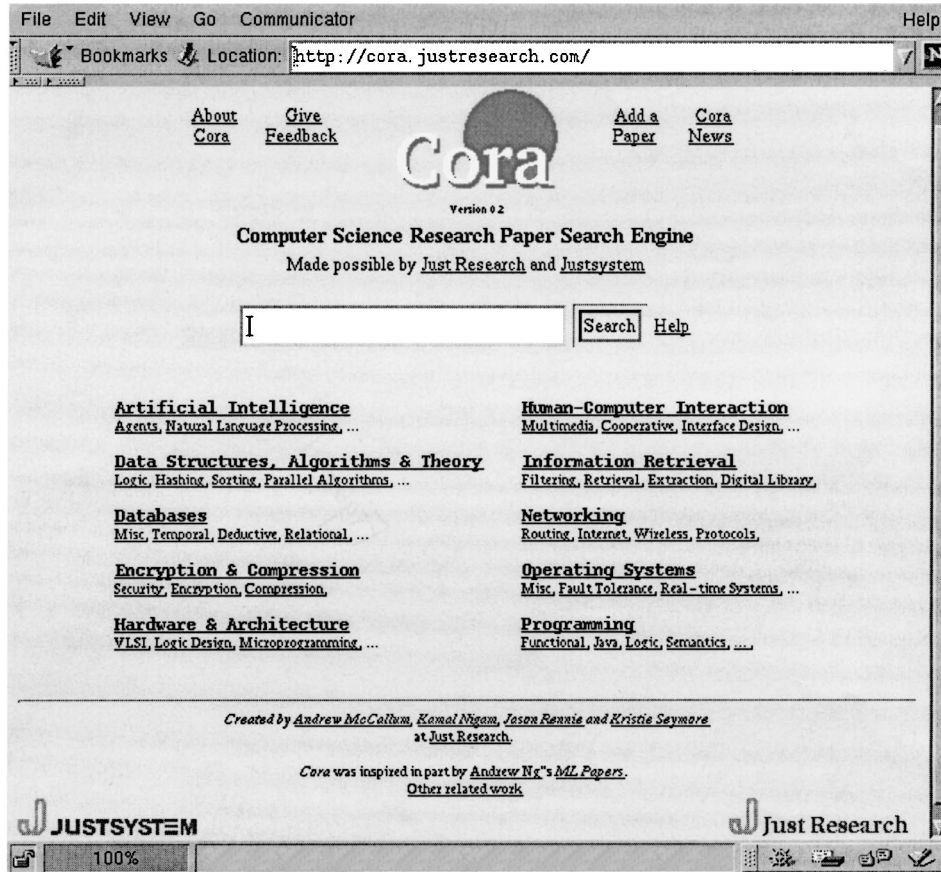 File Edit View Go Communicator Help
Bookmarks Location: http://cora.justresearch.com/
About Cora
Give Feedback
Add a Paper
Cora News
Cora
Version 0.2
Computer Science Research Paper Search Engine
Made possible by Just Research and Justsystem
Search Help
Artificial Intelligence
Agents, Natural Language Processing, ...
Human-Computer Interaction
Multimedia, Cooperative, Interface Design, ...
Data Structures, Algorithms & Theory
Logic, Hashing, Sorting, Parallel Algorithms, ...
Information Retrieval
Filtering, Retrieval, Extraction, Digital Library,
Databases
Misc, Temporal, Deductive, Relational, ...
Networking
Routing, Internet, Wireless, Protocols,
Encryption & Compression
Security, Encryption, Compression,
Operating Systems
Misc, Fault Tolerance, Real-time Systems, ...
Hardware & Architecture
VLSI, Logic Design, Microprogramming, ...
Programming
Functional, Java, Logic, Semantics, ... ,
Created by Andrew McCallum, Kamal Nigam, Jason Rennie and Kristie Seymore
at Just Research.
Cora was inspired in part by Andrew Ng"s ML Papers.
Other related work
JUSTSYSTEM
Just Research
100%